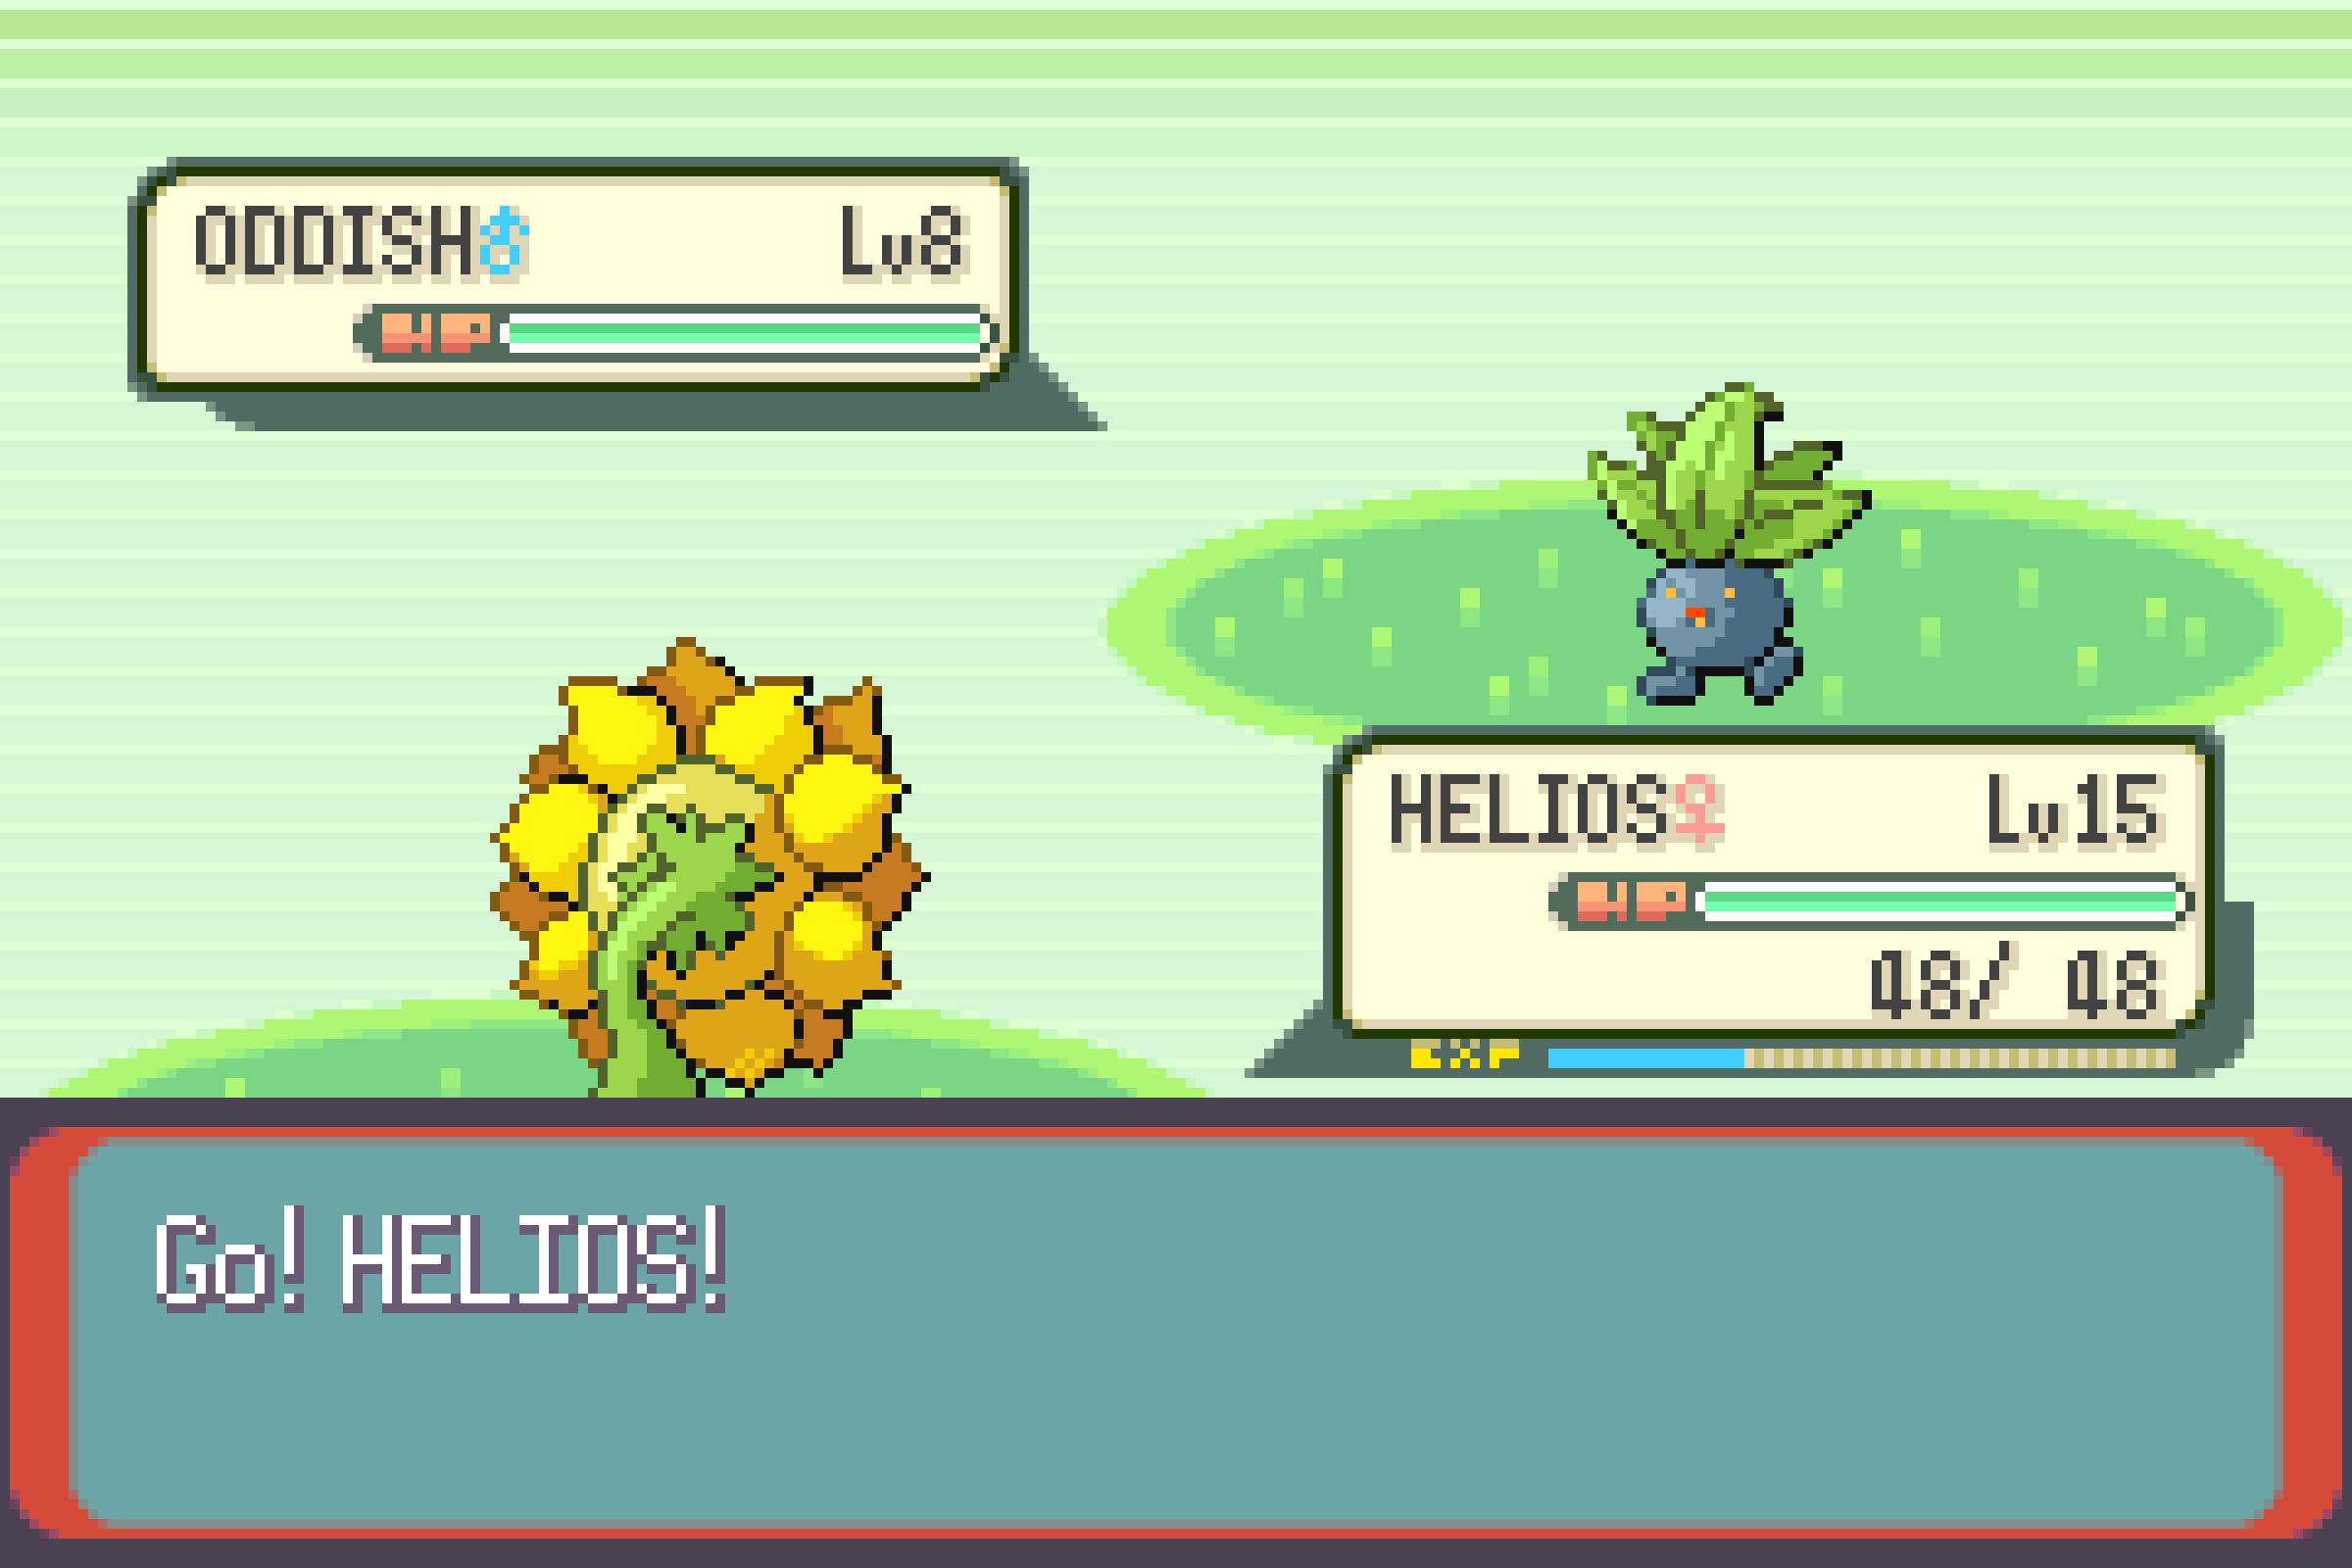 ODDISH♂ Lv8
HP
HELIOS♀ Lv15
HP
48/ 48
EXP
Go! HELIOS!